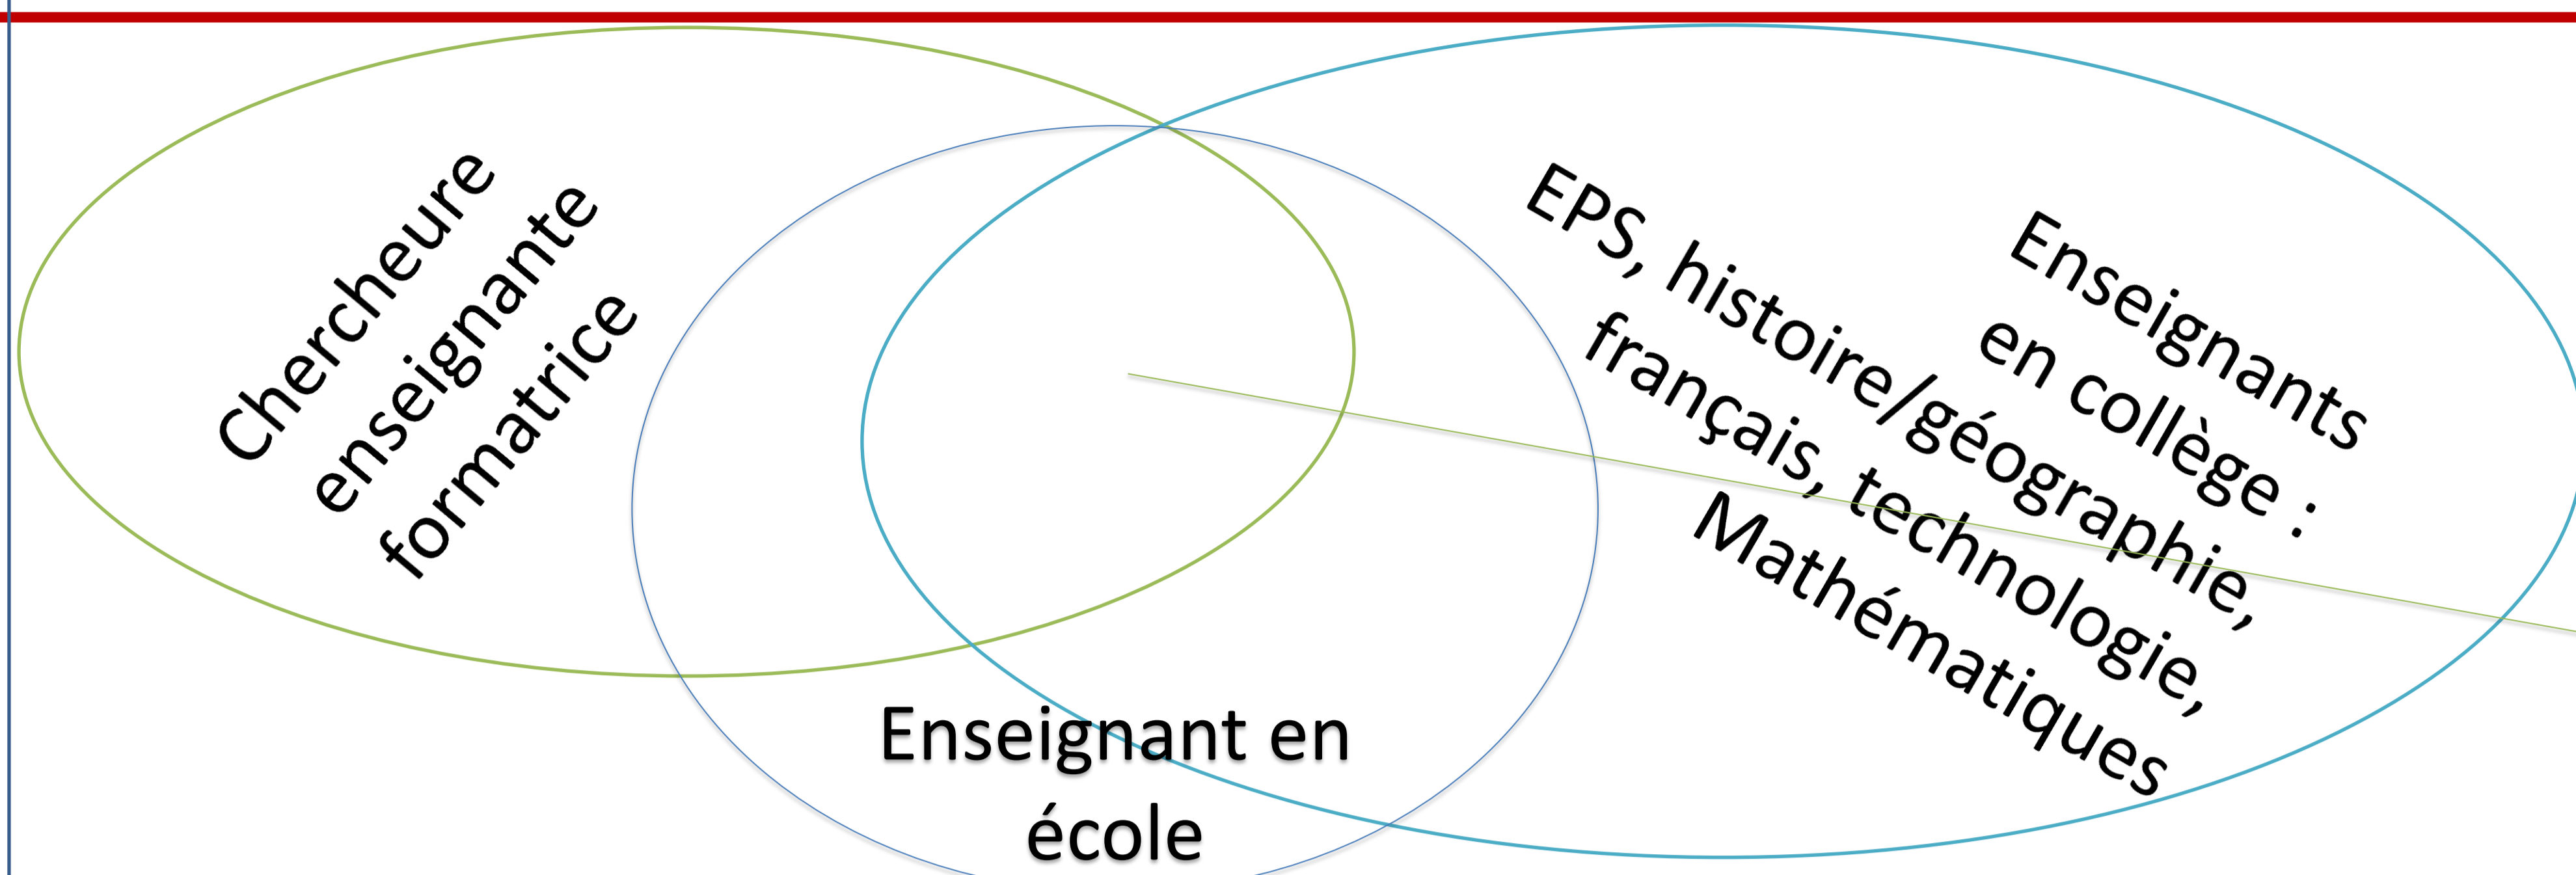 Chercheure
enseignante
formatrice
Enseignants
en collège :
EPS, histoire/géographie,
français, technologie,
Mathématiques
Enseignant en
école